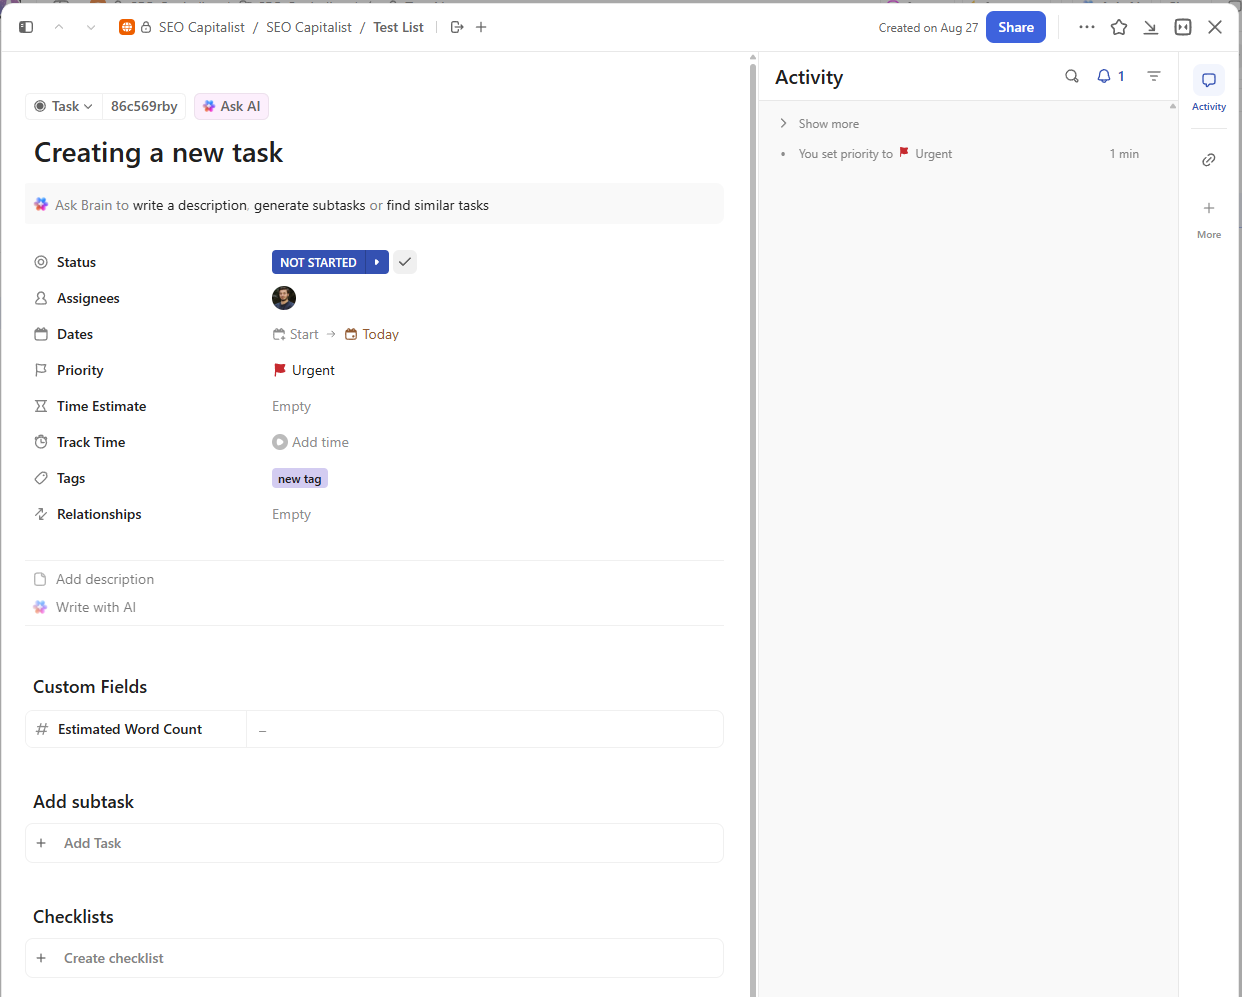 SEO Capitalist / SEO Capitalist / Test List
Created on Aug 27
Share
Task
86c569rby
Ask AI
Creating a new task
Ask Brain to write a description, generate subtasks or find similar tasks
Status
NOT STARTED
Assignees
Dates
Start → Today
Priority
Urgent
Time Estimate
Empty
Track Time
Add time
Tags
new tag
Relationships
Empty
Add description
Write with AI
Custom Fields
# Estimated Word Count
–
Add subtask
+ Add Task
Checklists
+ Create checklist
Activity
1
Show more
• You set priority to Urgent
1 min
Activity
More